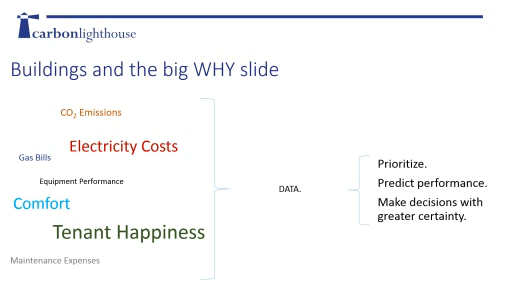 carbonlighthouse
Buildings and the big WHY slide
CO2 Emissions
Electricity Costs
Gas Bills
Equipment Performance
Comfort
Tenant Happiness
Maintenance Expenses
DATA.
Prioritize.
Predict performance.
Make decisions with
greater certainty.